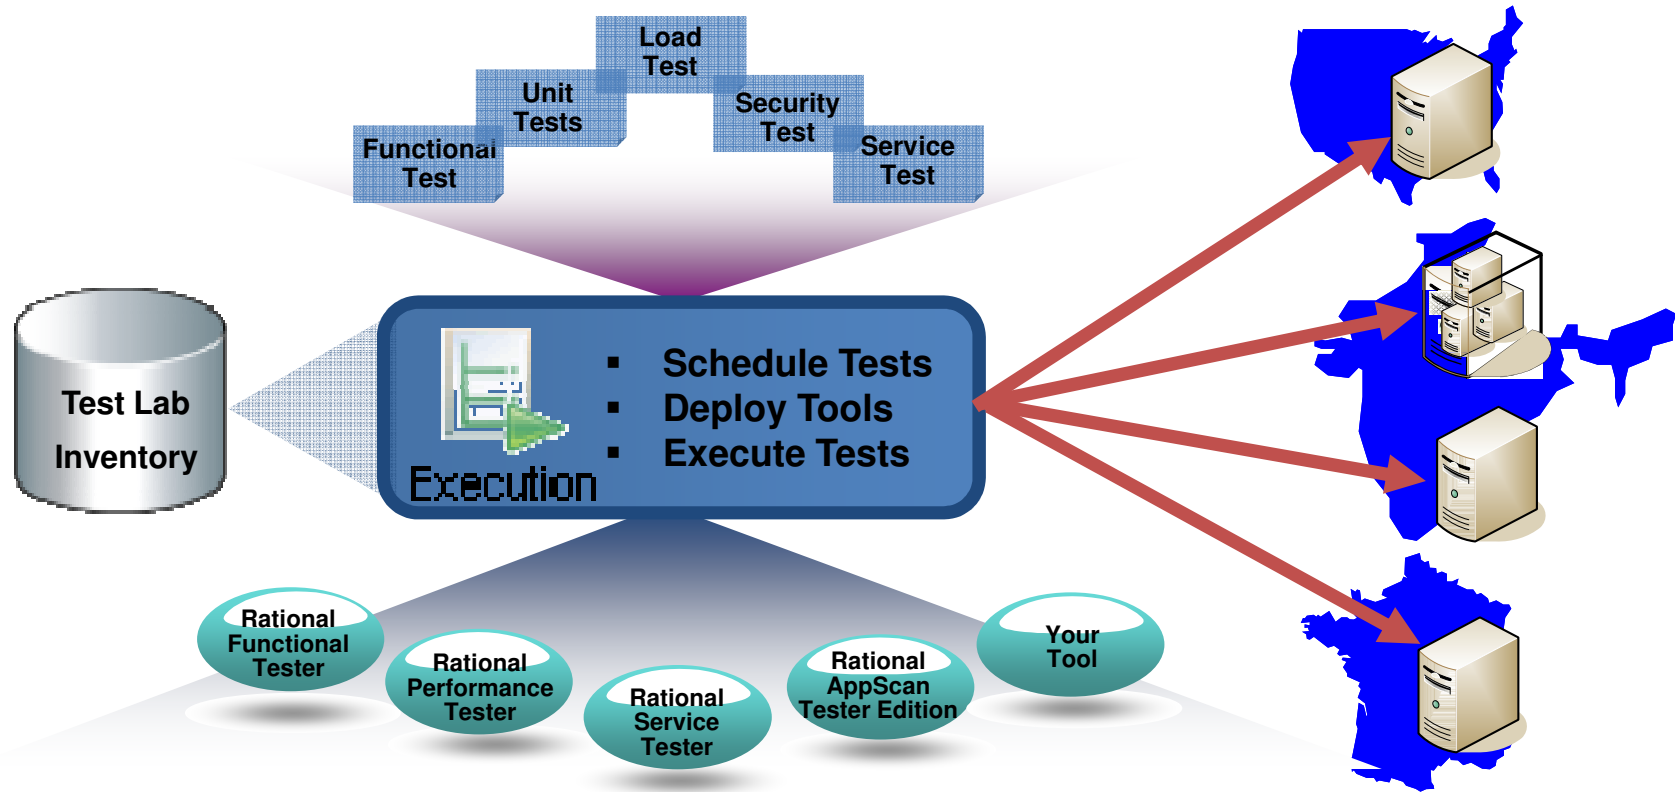 Load
Test
Unit
Tests
Security
Test
Functional
Test
Service
Test
Test Lab
Inventory
Execution
▪ Schedule Tests
▪ Deploy Tools
▪ Execute Tests
Rational
Functional
Tester
Rational
Performance
Tester
Rational
Service
Tester
Rational
AppScan
Tester Edition
Your
Tool